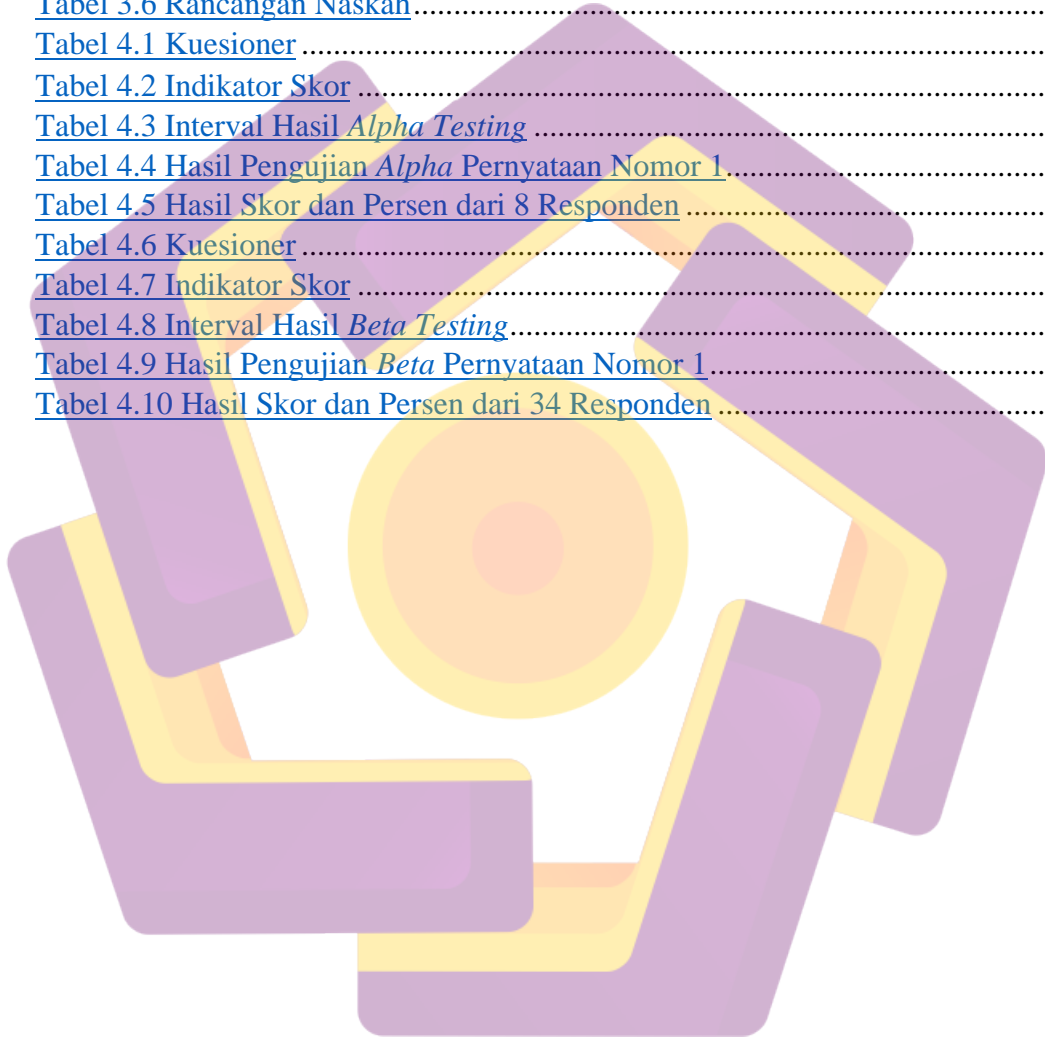 Tabel 3.6 Rancangan Naskah................................................................................
Tabel 4.1 Kuesioner................................................................................
Tabel 4.2 Indikator Skor................................................................................
Tabel 4.3 Interval Hasil Alpha Testing................................................................................
Tabel 4.4 Hasil Pengujian Alpha Pernyataan Nomor 1................................................................................
Tabel 4.5 Hasil Skor dan Persen dari 8 Responden................................................................................
Tabel 4.6 Kuesioner................................................................................
Tabel 4.7 Indikator Skor................................................................................
Tabel 4.8 Interval Hasil Beta Testing................................................................................
Tabel 4.9 Hasil Pengujian Beta Pernyataan Nomor 1................................................................................
Tabel 4.10 Hasil Skor dan Persen dari 34 Responden................................................................................